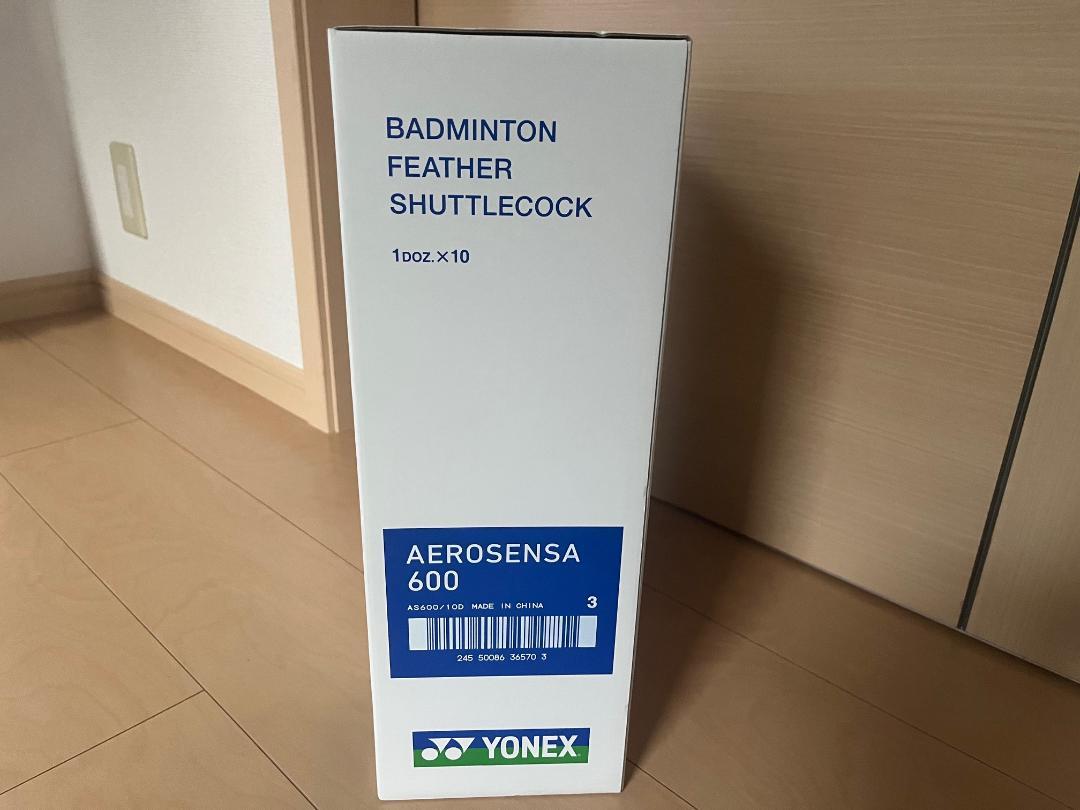 BADMINTON
FEATHER
SHUTTLECOCK
1DOZ.×10
AEROSENSA
600
AS600/10D MADE IN CHINA 3
245 50086 36570 3
YONEX